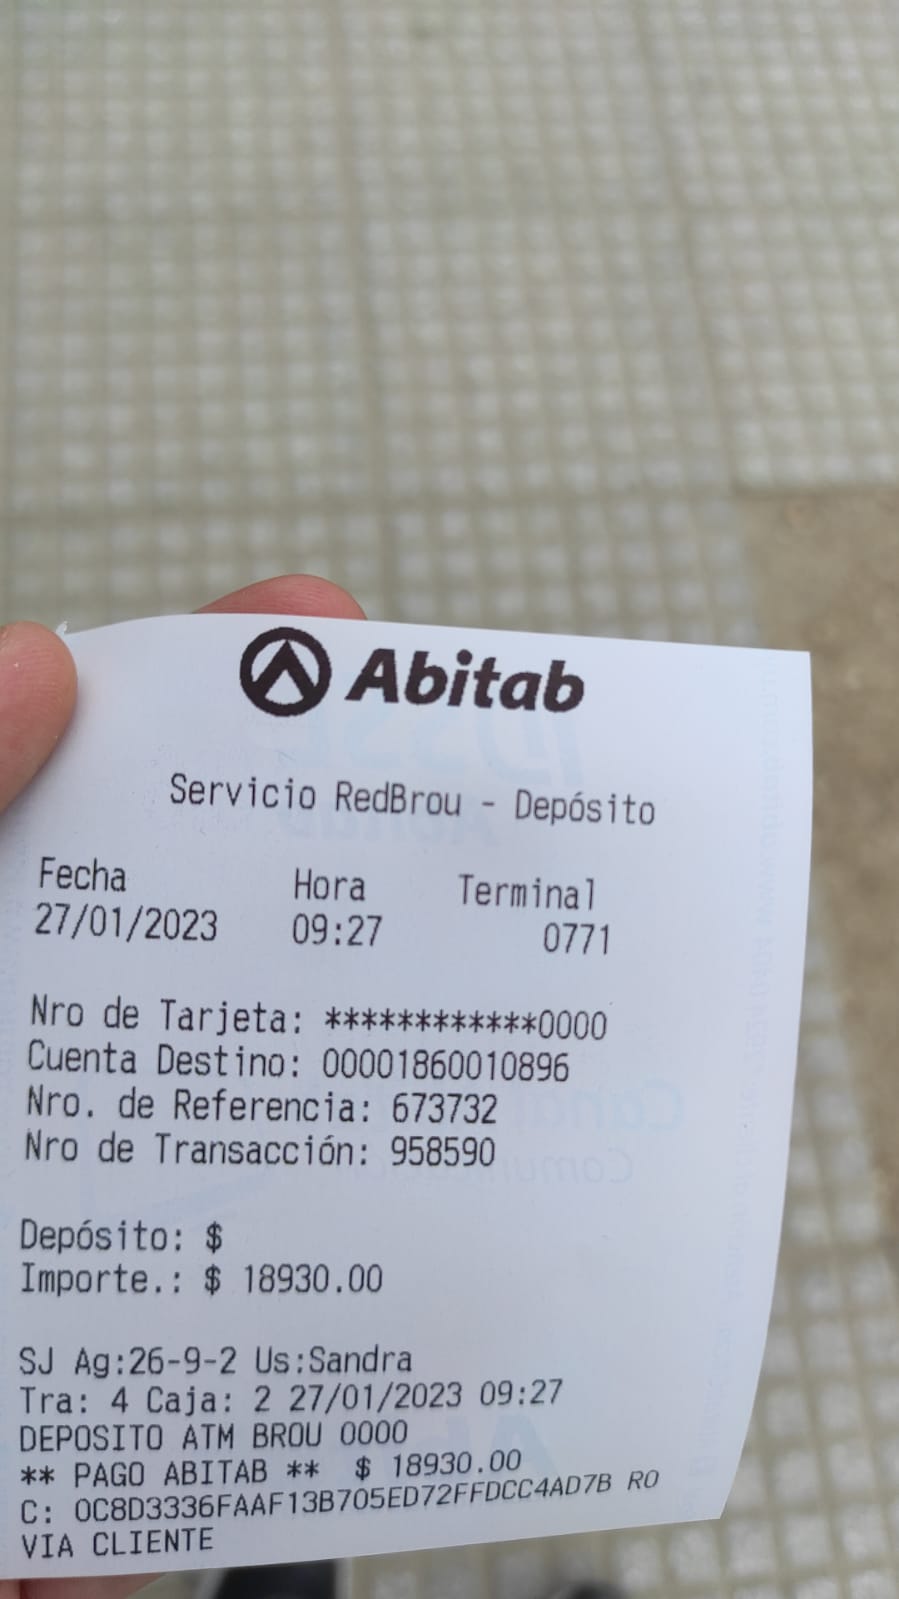 Abitab
Servicio RedBrou - Depósito
Fecha Hora Terminal
27/01/2023 09:27 0771
Nro de Tarjeta: ************0000
Cuenta Destino: 00001860010896
Nro. de Referencia: 673732
Nro de Transacción: 958590
Depósito: $
Importe.: $ 18930.00
SJ Ag:26-9-2 Us:Sandra
Tra: 4 Caja: 2 27/01/2023 09:27
DEPOSITO ATM BROU 0000
** PAGO ABITAB ** $ 18930.00
C: 0C8D3336FAAF13B705ED72FFDCC4AD7B RO
VIA CLIENTE